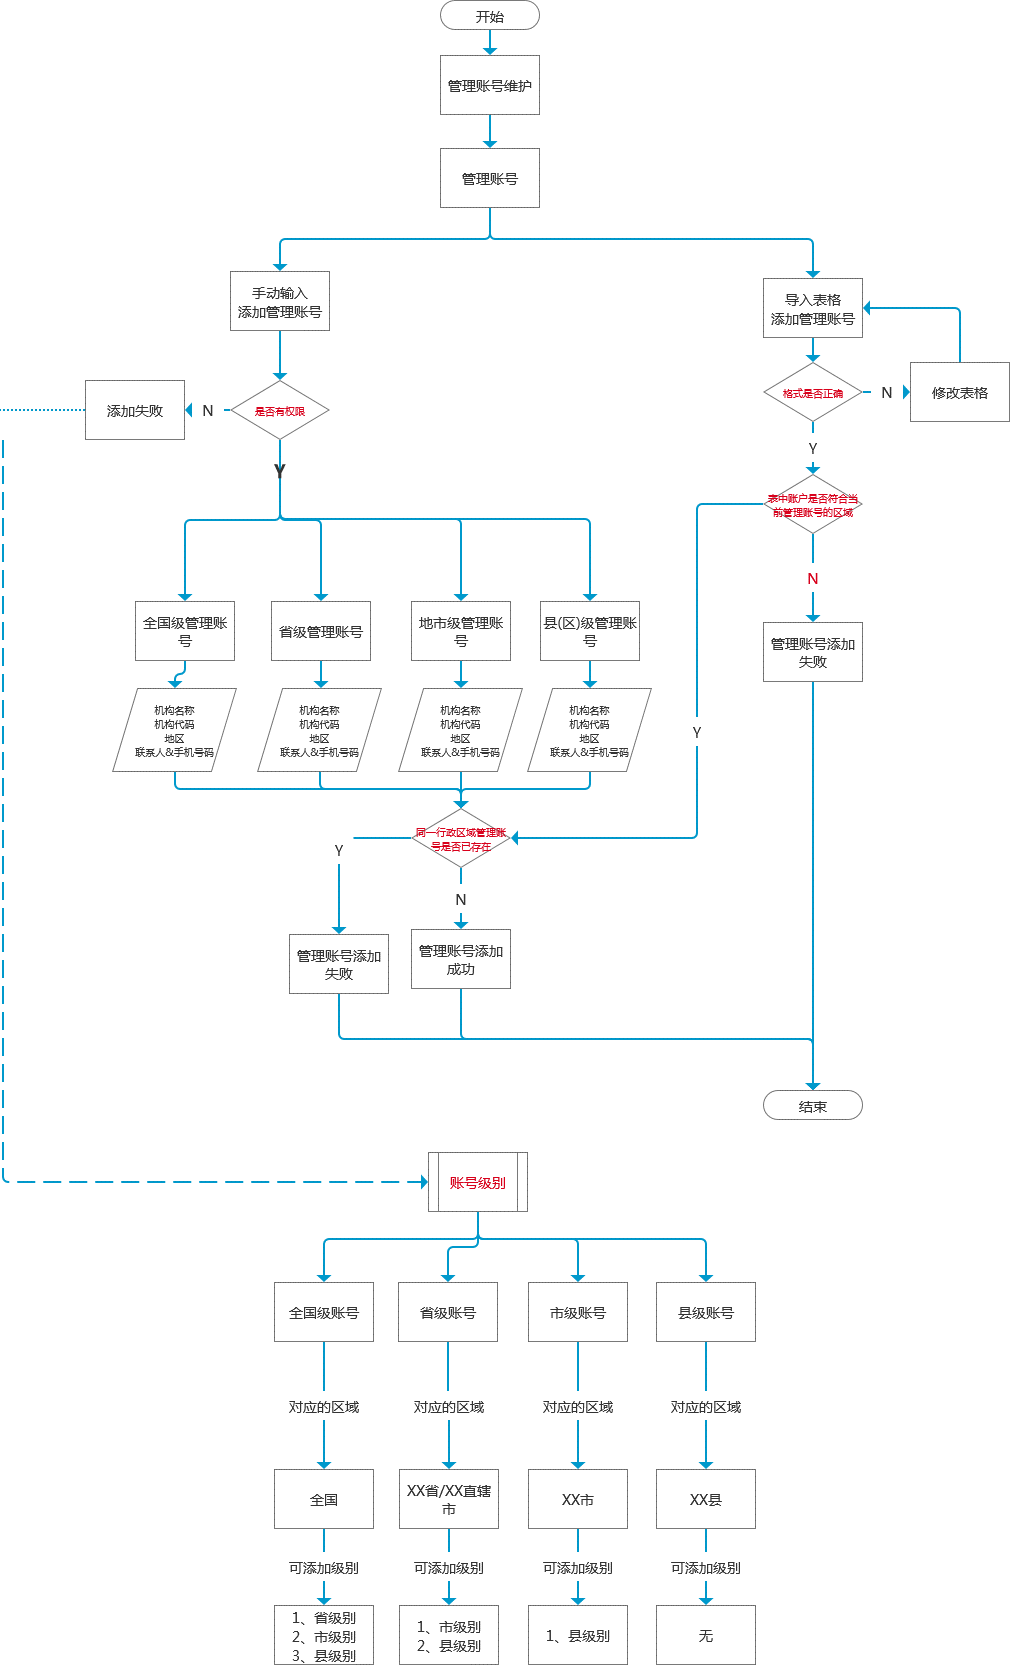 开始
管理账号维护
管理账号
手动输入
添加管理账号
导入表格
添加管理账号
添加失败
N
是否有权限
格式是否正确
N
修改表格
Y
Y
表中账户是否符合当
前管理账号的区域
N
全国级管理账
号
省级管理账号
地市级管理账
号
县(区)级管理账
号
管理账号添加
失败
机构名称
机构代码
地区
联系人&手机号码
机构名称
机构代码
地区
联系人&手机号码
机构名称
机构代码
地区
联系人&手机号码
机构名称
机构代码
地区
联系人&手机号码
Y
同一行政区域管理账
号是否已存在
Y
N
管理账号添加
失败
管理账号添加
成功
结束
账号级别
全国级账号
省级账号
市级账号
县级账号
对应的区域
对应的区域
对应的区域
对应的区域
全国
XX省/XX直辖
市
XX市
XX县
可添加级别
可添加级别
可添加级别
可添加级别
1、省级别
2、市级别
3、县级别
1、市级别
2、县级别
1、县级别
无